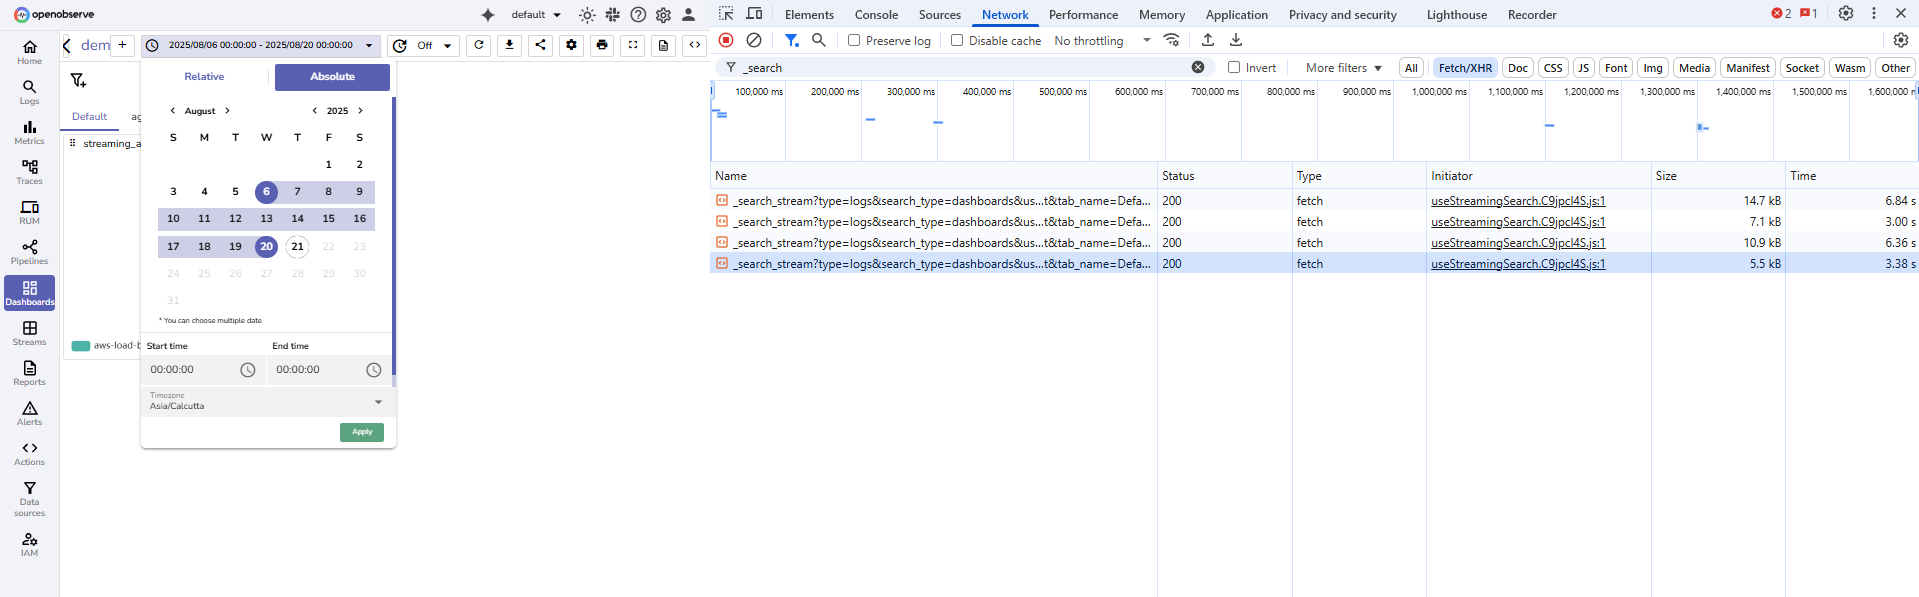 openobserve
default
Home
Logs
Metrics
Traces
RUM
Pipelines
Dashboards
Streams
Reports
Alerts
Actions
Data
sources
IAM
dem
2025/08/06 00:00:00 - 2025/08/20 00:00:00
Off
Default
ag
streaming_a
aws-load-b
Relative
Absolute
August
2025
S M T W T F S
1 2
3 4 5 6 7 8 9
10 11 12 13 14 15 16
17 18 19 20 21 22 23
24 25 26 27 28 29 30
31
* You can choose multiple date
Start time
End time
00:00:00
00:00:00
Timezone
Asia/Calcutta
Apply
Elements Console Sources Network Performance Memory Application Privacy and security Lighthouse Recorder
2
1
Preserve log
Disable cache
No throttling
_search
Invert
More filters
All Fetch/XHR Doc CSS JS Font Img Media Manifest Socket Wasm Other
100,000 ms 200,000 ms 300,000 ms 400,000 ms 500,000 ms 600,000 ms 700,000 ms 800,000 ms 900,000 ms 1,000,000 ms 1,100,000 ms 1,200,000 ms 1,300,000 ms 1,400,000 ms 1,500,000 ms 1,600,000 m
Name Status Type Initiator Size Time
_search_stream?type=logs&search_type=dashboards&us...t&tab_name=Defa... 200 fetch useStreamingSearch.C9jpcl4S.js:1 14.7 kB 6.84 s
_search_stream?type=logs&search_type=dashboards&us...t&tab_name=Defa... 200 fetch useStreamingSearch.C9jpcl4S.js:1 7.1 kB 3.00 s
_search_stream?type=logs&search_type=dashboards&us...t&tab_name=Defa... 200 fetch useStreamingSearch.C9jpcl4S.js:1 10.9 kB 6.36 s
_search_stream?type=logs&search_type=dashboards&us...t&tab_name=Defa... 200 fetch useStreamingSearch.C9jpcl4S.js:1 5.5 kB 3.38 s